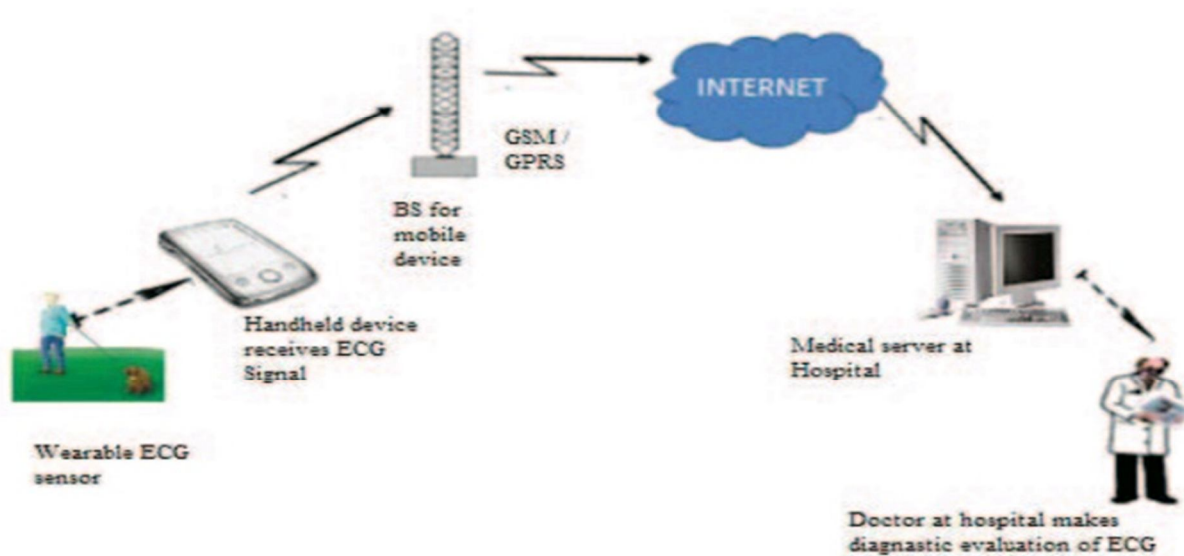 INTERNET
GSM /
GPRS
BS for
mobile
device
Handheld device
receives ECG
Signal
Medical server at
Hospital
Wearable ECG
sensor
Doctor at hospital makes
diagnastic evaluation of ECG